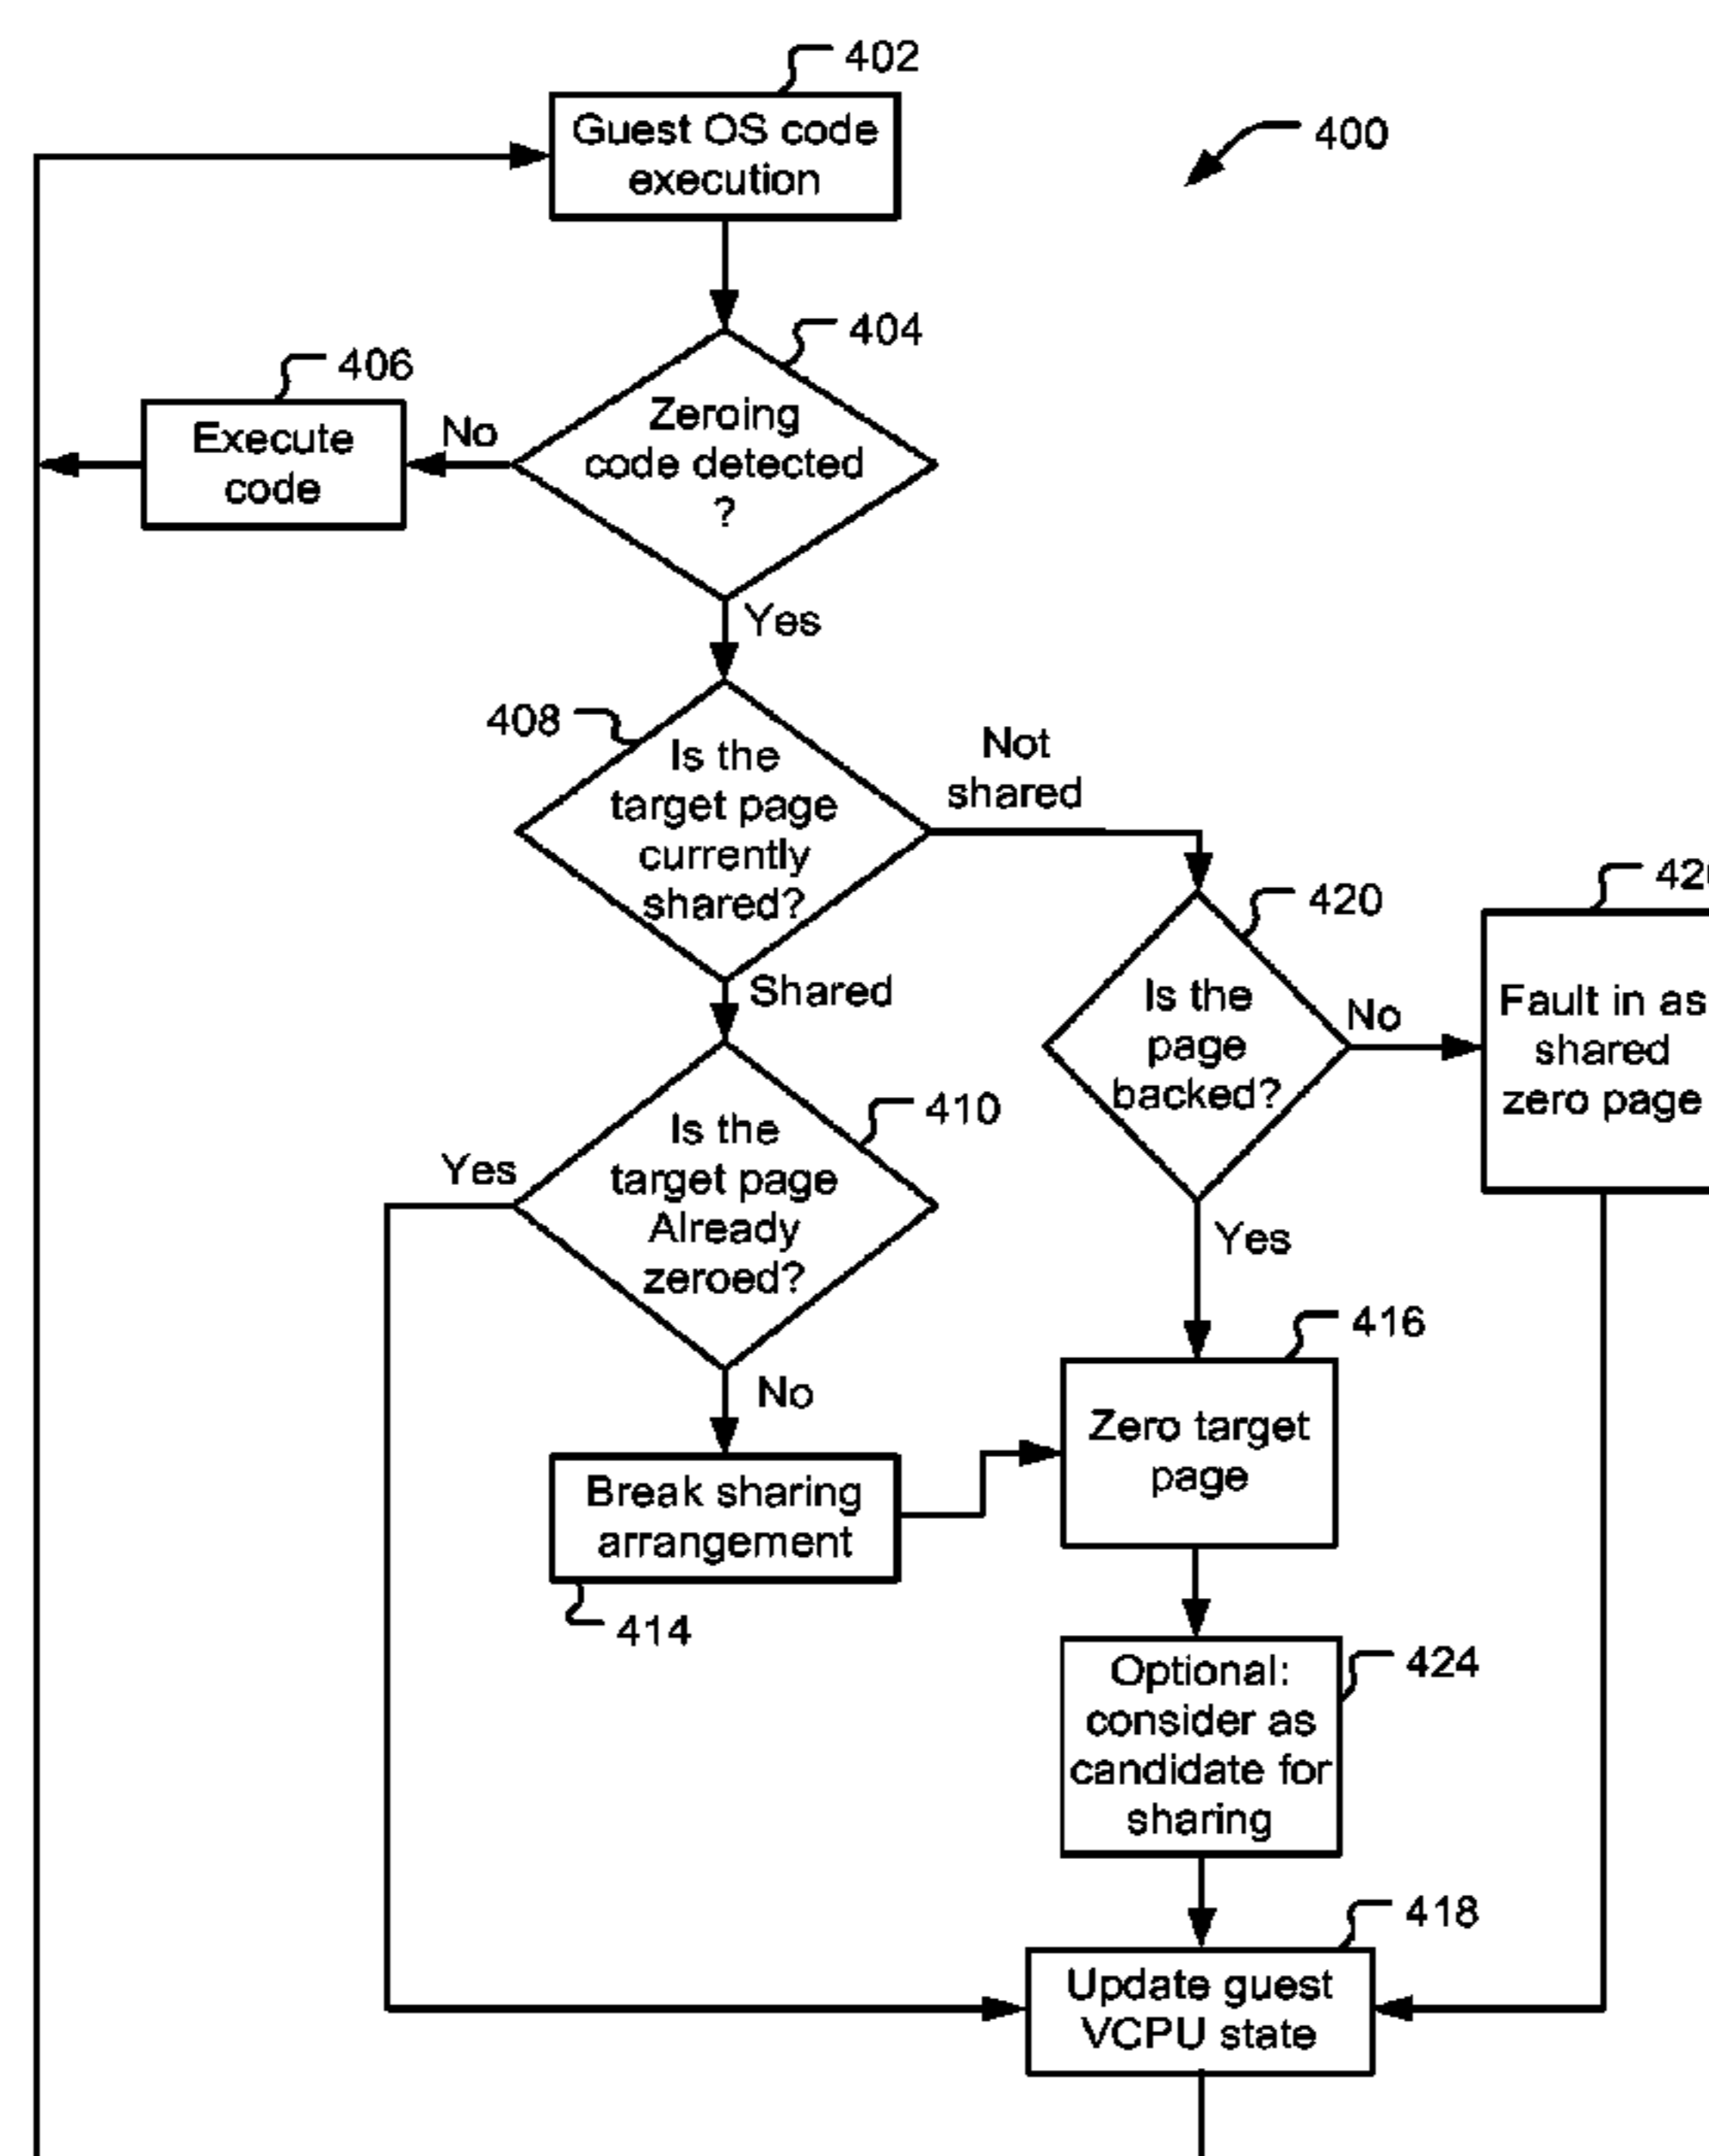 402
Guest OS code
execution
400
404
Zeroing
code detected
?
406
Execute
code
No
Yes
408
Is the
target page
currently
shared?
Not
shared
420
Is the
page
backed?
No
Fault in as
shared
zero page
Shared
410
Is the
target page
Already
zeroed?
Yes
Yes
No
416
Zero target
page
Break sharing
arrangement
414
424
Optional:
consider as
candidate for
sharing
418
Update guest
VCPU state